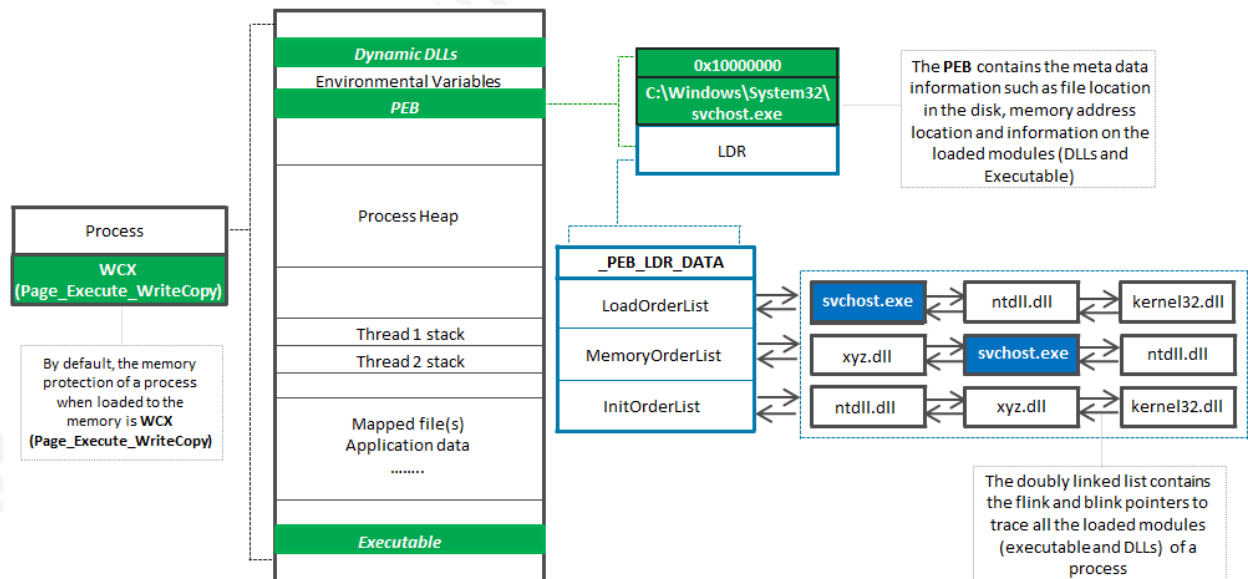 Process
WCX
(Page_Execute_WriteCopy)
By default, the memory
protection of a process
when loaded to the
memory is WCX
(Page_Execute_WriteCopy)
Dynamic DLLs
Environmental Variables
PEB
Process Heap
Thread 1 stack
Thread 2 stack
Mapped file(s)
Application data
........
Executable
0x10000000
C:\Windows\System32\
svchost.exe
LDR
The PEB contains the meta data
information such as file location
in the disk, memory address
location and information on the
loaded modules (DLLs and
Executable)
_PEB_LDR_DATA
LoadOrderList
svchost.exe
ntdll.dll
kernel32.dll
MemoryOrderList
xyz.dll
svchost.exe
ntdll.dll
InitOrderList
ntdll.dll
xyz.dll
kernel32.dll
The doubly linked list contains
the flink and blink pointers to
trace all the loaded modules
(executable and DLLs) of a
process